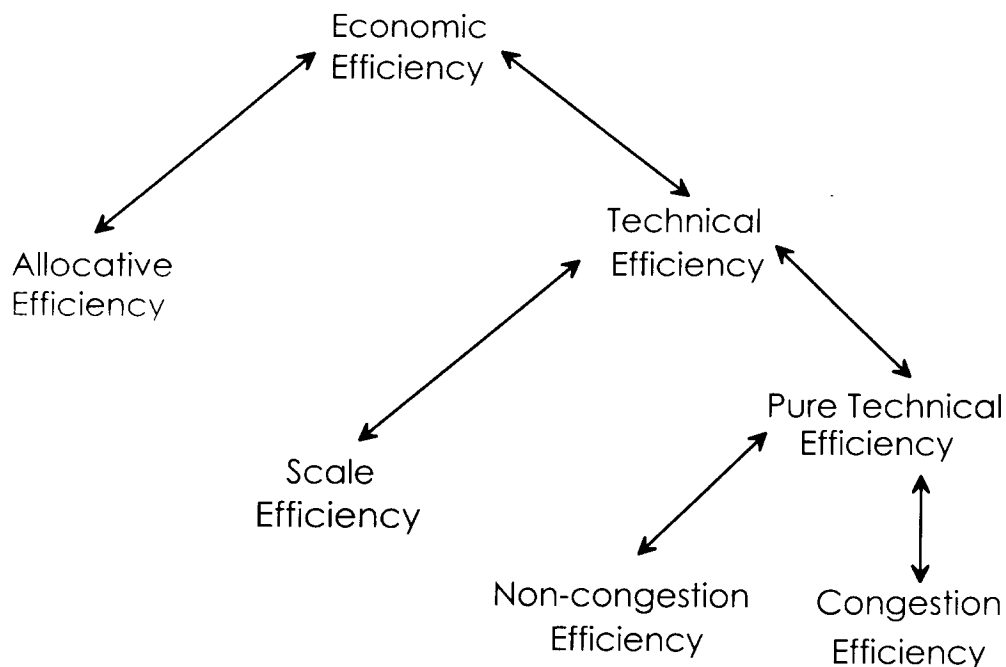 Economic
Efficiency
Technical
Efficiency
Allocative
Efficiency
Pure Technical
Efficiency
Scale
Efficiency
Non-congestion
Efficiency
Congestion
Efficiency